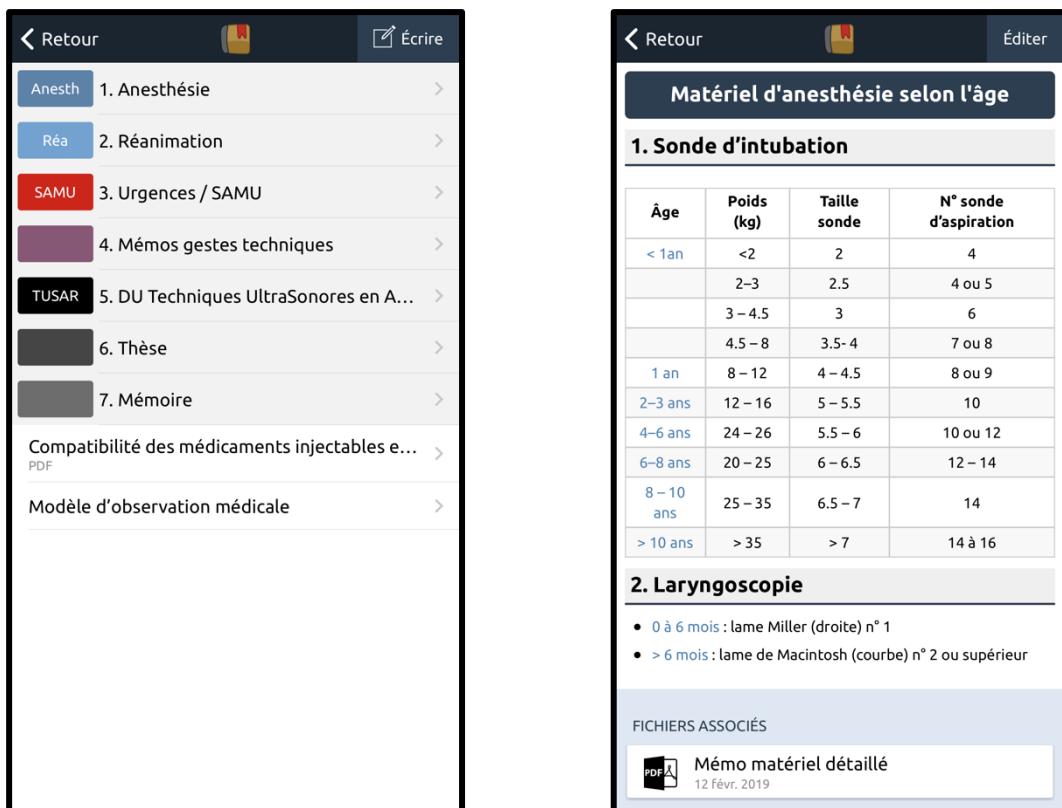 Retour
Écrire
Anesth 1. Anesthésie
Réa 2. Réanimation
SAMU 3. Urgences / SAMU
4. Mémos gestes techniques
TUSAR 5. DU Techniques UltraSonores en A...
6. Thèse
7. Mémoire
Compatibilité des médicaments injectables e...
PDF
Modèle d'observation médicale
Retour
Éditer
Matériel d'anesthésie selon l'âge
1. Sonde d’intubation
Âge Poids (kg) Taille sonde N° sonde d’aspiration
< 1an <2 2 4
2–3 2.5 4 ou 5
3 – 4.5 3 6
4.5 – 8 3.5- 4 7 ou 8
1 an 8 – 12 4 – 4.5 8 ou 9
2–3 ans 12 – 16 5 – 5.5 10
4–6 ans 24 – 26 5.5 – 6 10 ou 12
6–8 ans 20 – 25 6 – 6.5 12 – 14
8 – 10 ans 25 – 35 6.5 – 7 14
> 10 ans > 35 > 7 14 à 16
2. Laryngoscopie
• 0 à 6 mois : lame Miller (droite) n° 1
• > 6 mois : lame de Macintosh (courbe) n° 2 ou supérieur
FICHIERS ASSOCIÉS
PDF Mémo matériel détaillé
12 févr. 2019